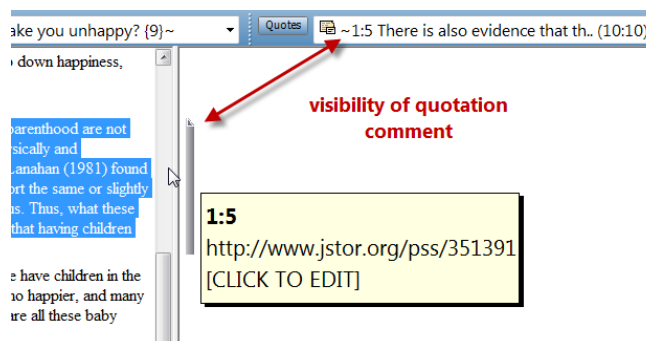 ake you unhappy? {9}~
Quotes
~1:5 There is also evidence that th.. (10:10)
down happiness,
visibility of quotation
comment
parenthood are not
sically and
Lanahan (1981) found
ort the same or slightly
us. Thus, what these
that having children
1:5
http://www.jstor.org/pss/351391
[CLICK TO EDIT]
e have children in the
no happier, and many
are all these baby